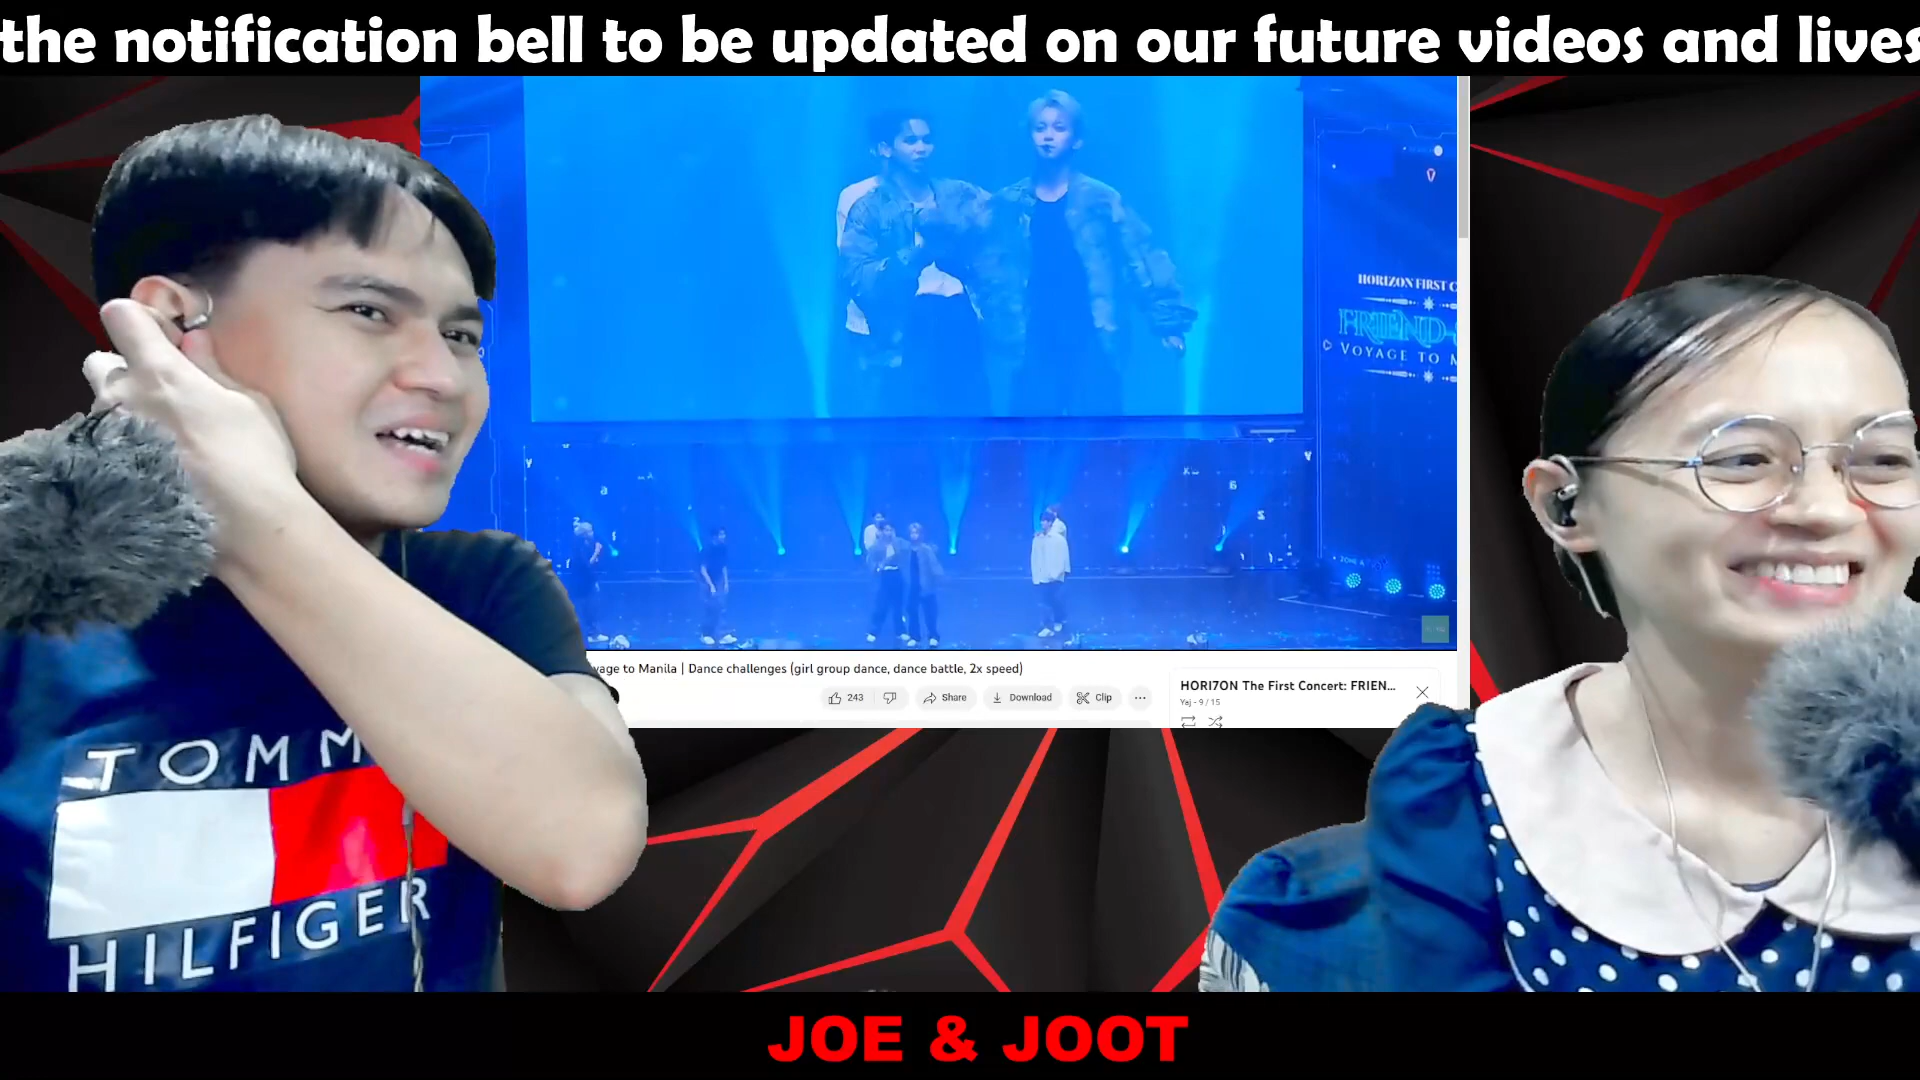 the notification bell to be updated on our future videos and lives
HORIZON FIRST C
FRIEND-
VOYAGE TO M
yage to Manila | Dance challenges (girl group dance, dance battle, 2x speed)
243
Share
Download
Clip
HORI7ON The First Concert: FRIEN...
Yaj - 9 / 15
TOMM
HILFIGER
JOE & JOOT